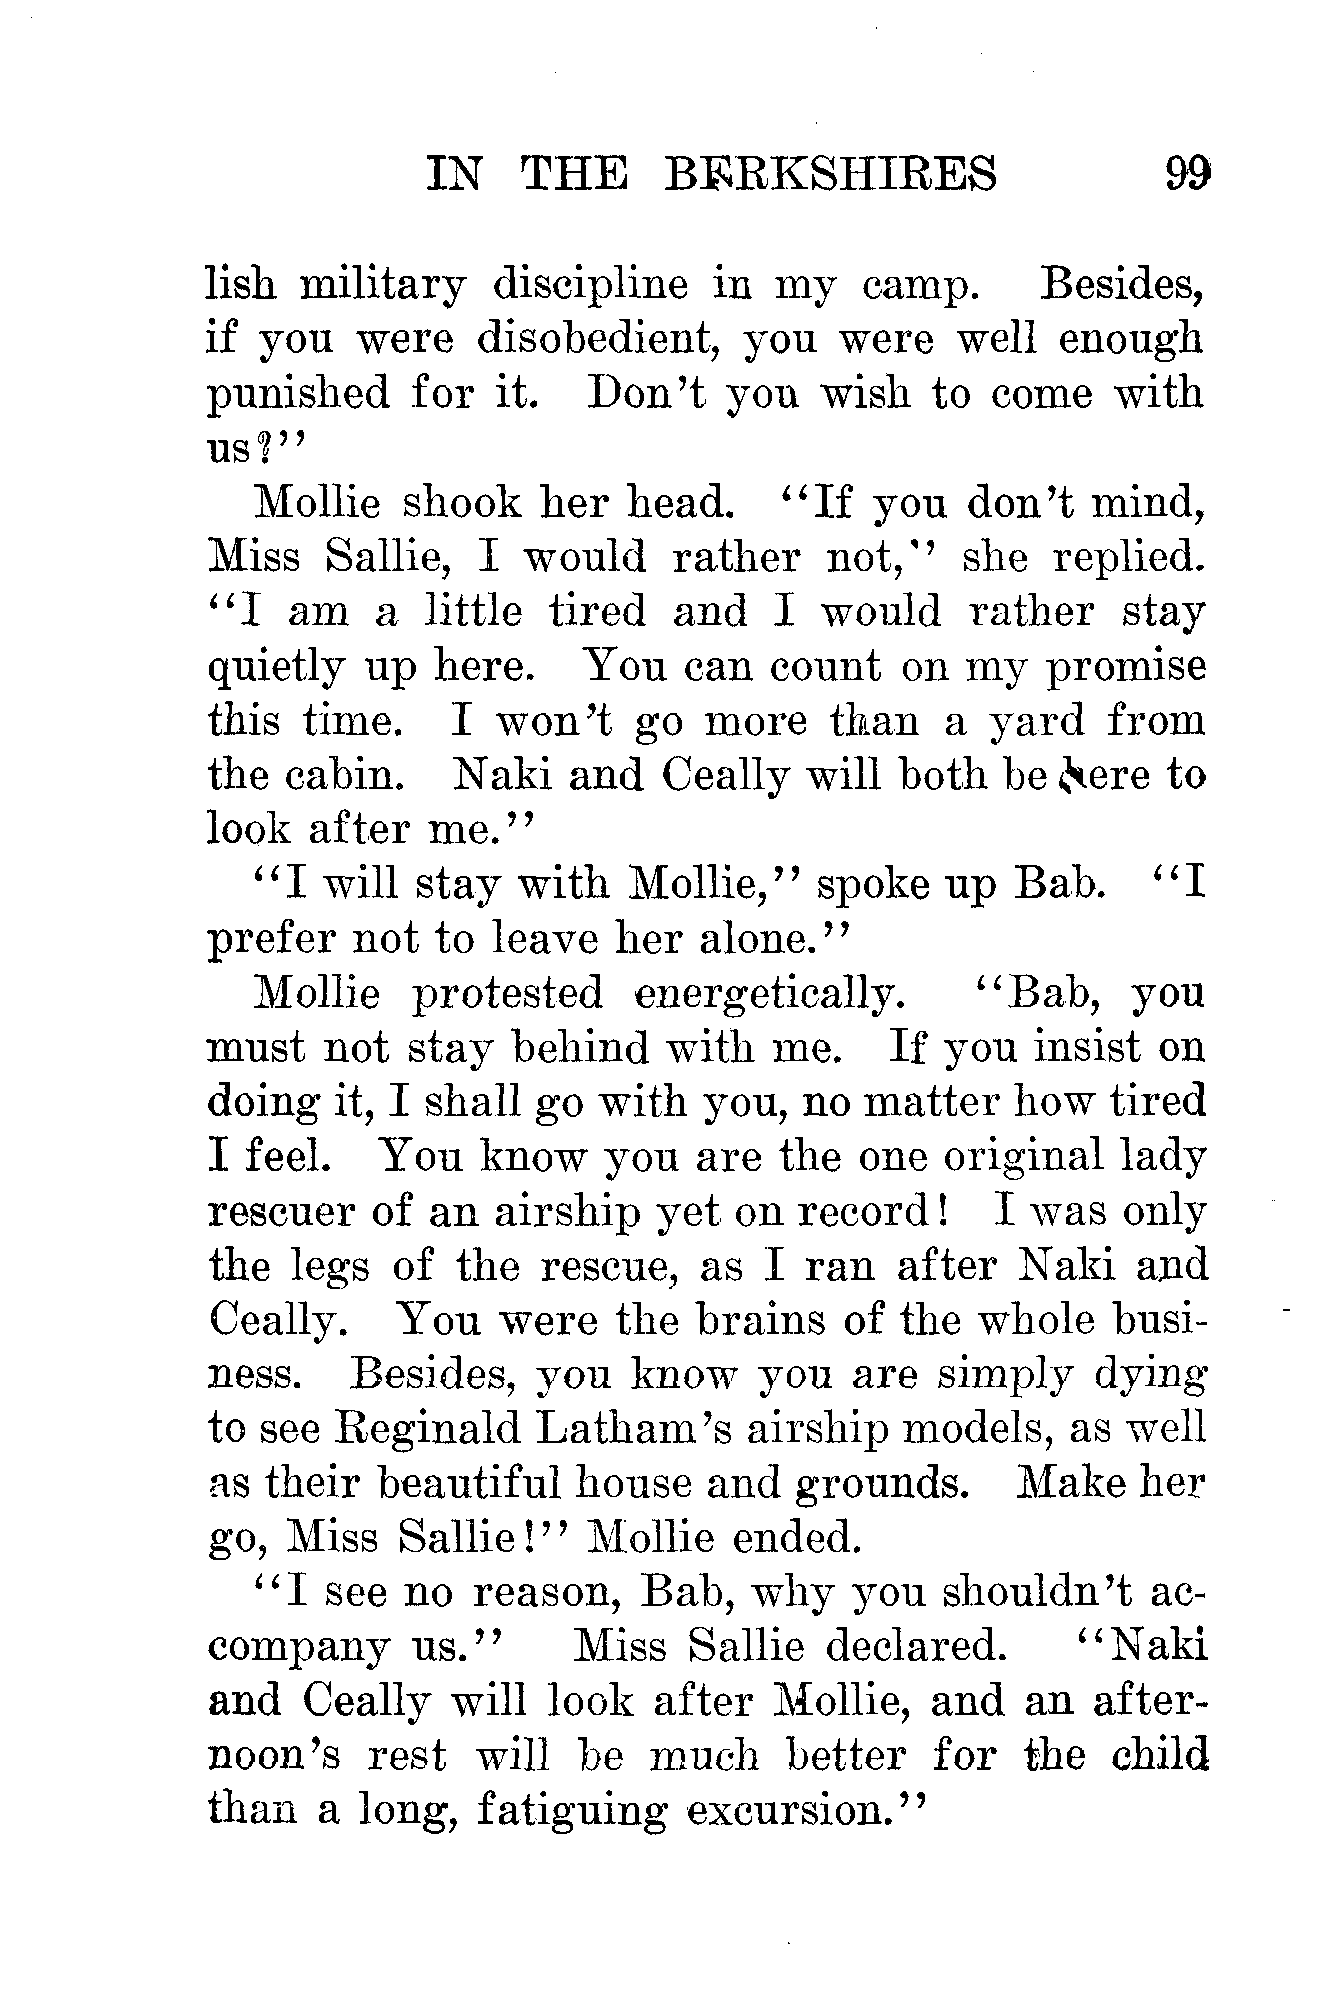 IN THE BERKSHIRES 99
lish military discipline in my camp. Besides,
if you were disobedient, you were well enough
punished for it. Don't you wish to come with
us?"
Mollie shook her head. "If you don't mind,
Miss Sallie, I would rather not," she replied.
"I am a little tired and I would rather stay
quietly up here. You can count on my promise
this time. I won't go more than a yard from
the cabin. Naki and Ceally will both be here to
look after me."
"I will stay with Mollie," spoke up Bab. "I
prefer not to leave her alone."
Mollie protested energetically. "Bab, you
must not stay behind with me. If you insist on
doing it, I shall go with you, no matter how tired
I feel. You know you are the one original lady
rescuer of an airship yet on record! I was only
the legs of the rescue, as I ran after Naki and
Ceally. You were the brains of the whole busi-
ness. Besides, you know you are simply dying
to see Reginald Latham's airship models, as well
as their beautiful house and grounds. Make her
go, Miss Sallie!" Mollie ended.
"I see no reason, Bab, why you shouldn't ac-
company us." Miss Sallie declared. "Naki
and Ceally will look after Mollie, and an after-
noon's rest will be much better for the child
than a long, fatiguing excursion."